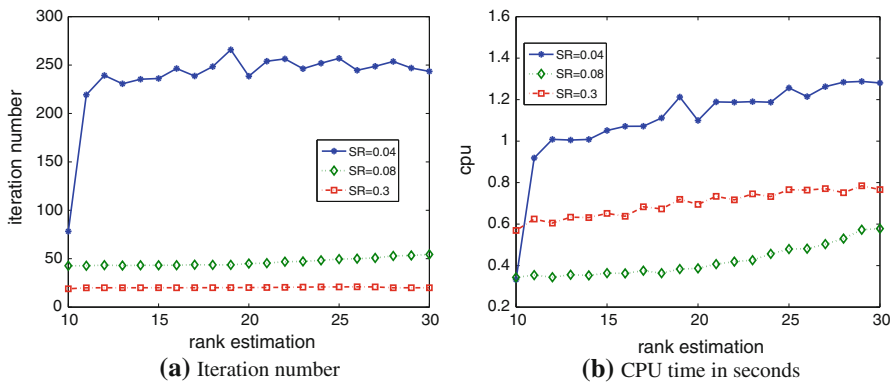 300
250
200
150
100
50
0
iteration number
SR=0.04
SR=0.08
SR=0.3
10
15
20
25
30
rank estimation
(a) Iteration number
1.6
1.4
1.2
1
0.8
0.6
0.4
0.2
cpu
SR=0.04
SR=0.08
SR=0.3
10
15
20
25
30
rank estimation
(b) CPU time in seconds